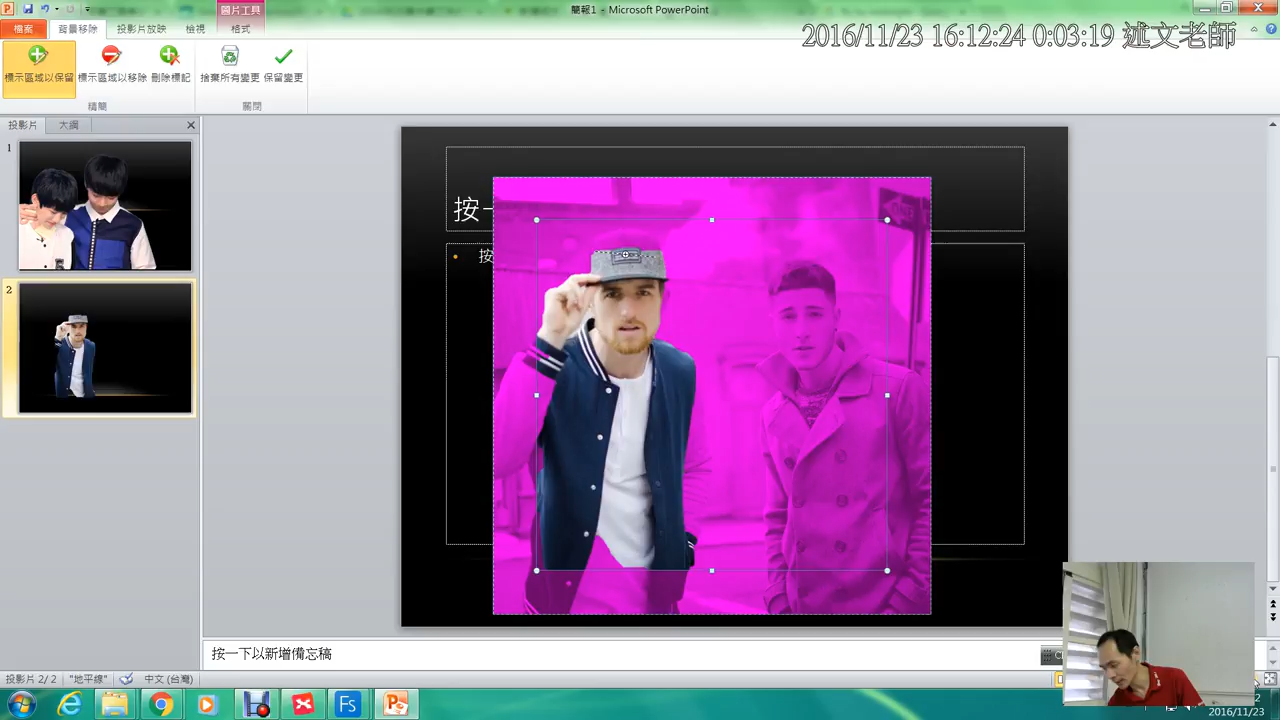 簡報1 - Microsoft PowerPoint
圖片工具
檔案
背景移除
投影片放映
檢視
格式
2016/11/23 16:12:24 0:03:19 述文老師
標示區域以保留
標示區域以移除
刪除標記
捨棄所有變更
保留變更
精簡
關閉
投影片
大綱
1
2
按一
按
按一下以新增備忘稿
投影片 2/ 2
"地平線"
中文 (台灣)
Fs
2016/11/23